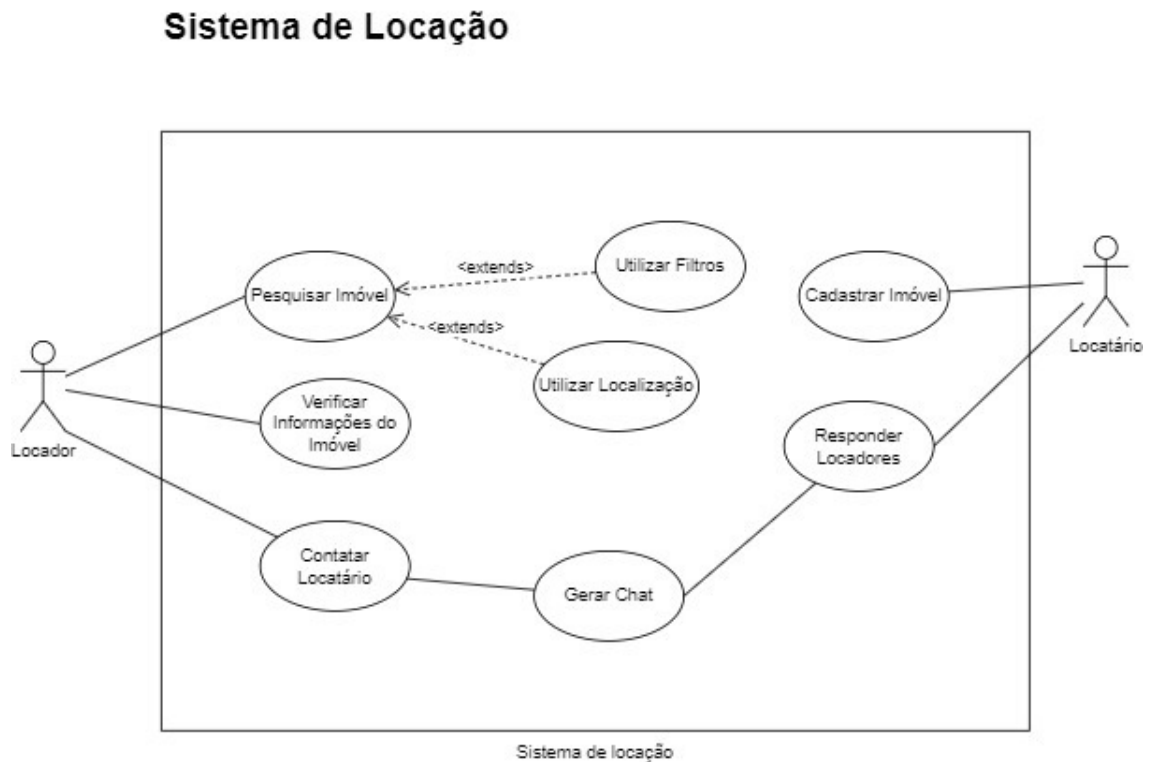 Sistema de Locação
<extends>
Utilizar Filtros
Pesquisar Imóvel
Cadastrar Imóvel
<extends>
Locatário
Utilizar Localização
Verificar
Informações do
Imóvel
Locador
Responder
Locadores
Contatar
Locatário
Gerar Chat
Sistema de locação